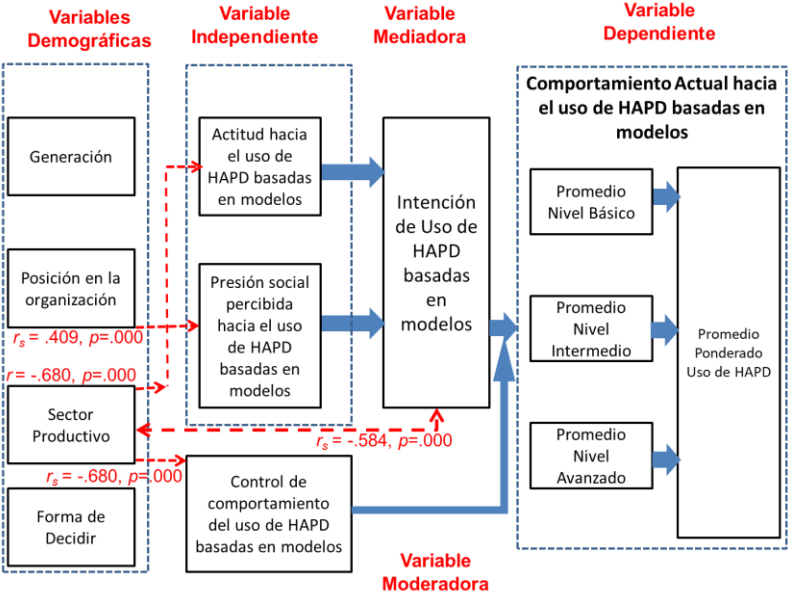 Variables
Demográficas
Variable
Independiente
Variable
Mediadora
Variable
Dependiente
Generación
Posición en la
organización
r_s = .409, p=.000
r = -.680, p=.000
Sector
Productivo
r_s = -.680, p=.000
Forma de
Decidir
Actitud hacia
el uso de
HAPD basadas
en modelos
Presión social
percibida
hacia el uso
de HAPD
basadas en
modelos
r_s = -.584, p=.000
Control de
comportamiento
del uso de HAPD
basadas en modelos
Intención
de Uso de
HAPD
basadas
en
modelos
Variable
Moderadora
Comportamiento Actual hacia
el uso de HAPD basadas en
modelos
Promedio
Nivel Básico
Promedio
Nivel
Intermedio
Promedio
Nivel
Avanzado
Promedio
Ponderado
Uso de HAPD